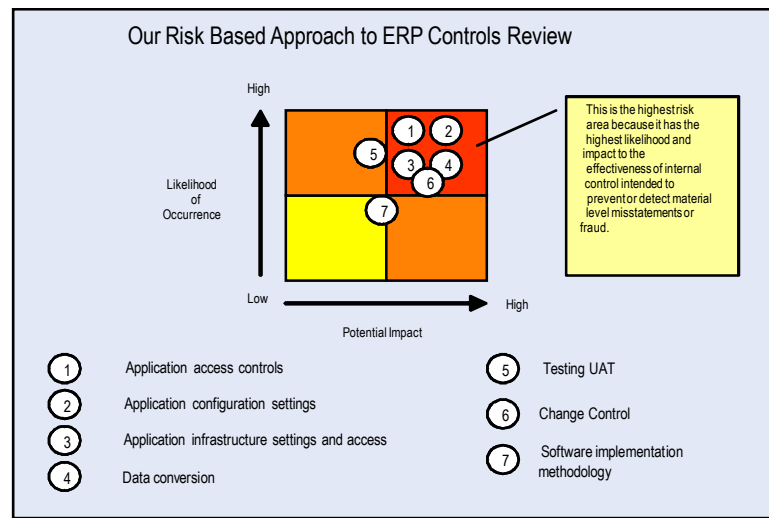 Our Risk Based Approach to ERP Controls Review
High
Likelihood
of
Occurrence
Low
High
Potential Impact
1
2
3
4
5
6
7
This is the highest risk
area because it has the
highest likelihood and
impact to the
effectiveness of internal
control intended to
prevent or detect material
level misstatements or
fraud.
1 Application access controls
2 Application configuration settings
3 Application infrastructure settings and access
4 Data conversion
5 Testing UAT
6 Change Control
7 Software implementation
methodology